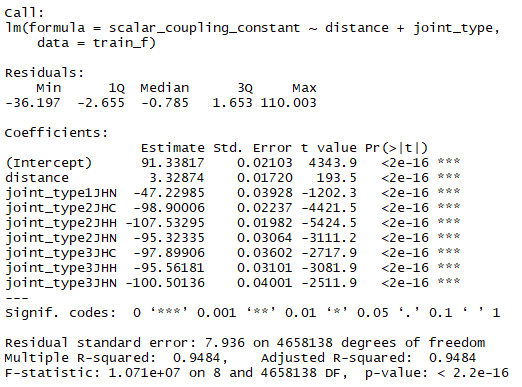 Call:
lm(formula = scalar_coupling_constant ~ distance + joint_type,
    data = train_f)
Residuals:
    Min      1Q  Median      3Q     Max
-36.197  -2.655  -0.785   1.653 110.003
Coefficients:
                Estimate Std. Error t value Pr(>|t|)
(Intercept)     91.33817    0.02103  4343.9   <2e-16 ***
distance         3.32874    0.01720   193.5   <2e-16 ***
joint_type1JHN -47.22985    0.03928 -1202.3   <2e-16 ***
joint_type2JHC -98.90006    0.02237 -4421.5   <2e-16 ***
joint_type2JHH -107.53295    0.01982 -5424.5   <2e-16 ***
joint_type2JHN -95.32335    0.03064 -3111.2   <2e-16 ***
joint_type3JHC -97.89906    0.03602 -2717.9   <2e-16 ***
joint_type3JHH -95.56181    0.03101 -3081.9   <2e-16 ***
joint_type3JHN -100.50136    0.04001 -2511.9   <2e-16 ***
---
Signif. codes:  0 ‘***’ 0.001 ‘**’ 0.01 ‘*’ 0.05 ‘.’ 0.1 ‘ ’ 1
Residual standard error: 7.936 on 4658138 degrees of freedom
Multiple R-squared:  0.9484,    Adjusted R-squared:  0.9484
F-statistic: 1.071e+07 on 8 and 4658138 DF,  p-value: < 2.2e-16